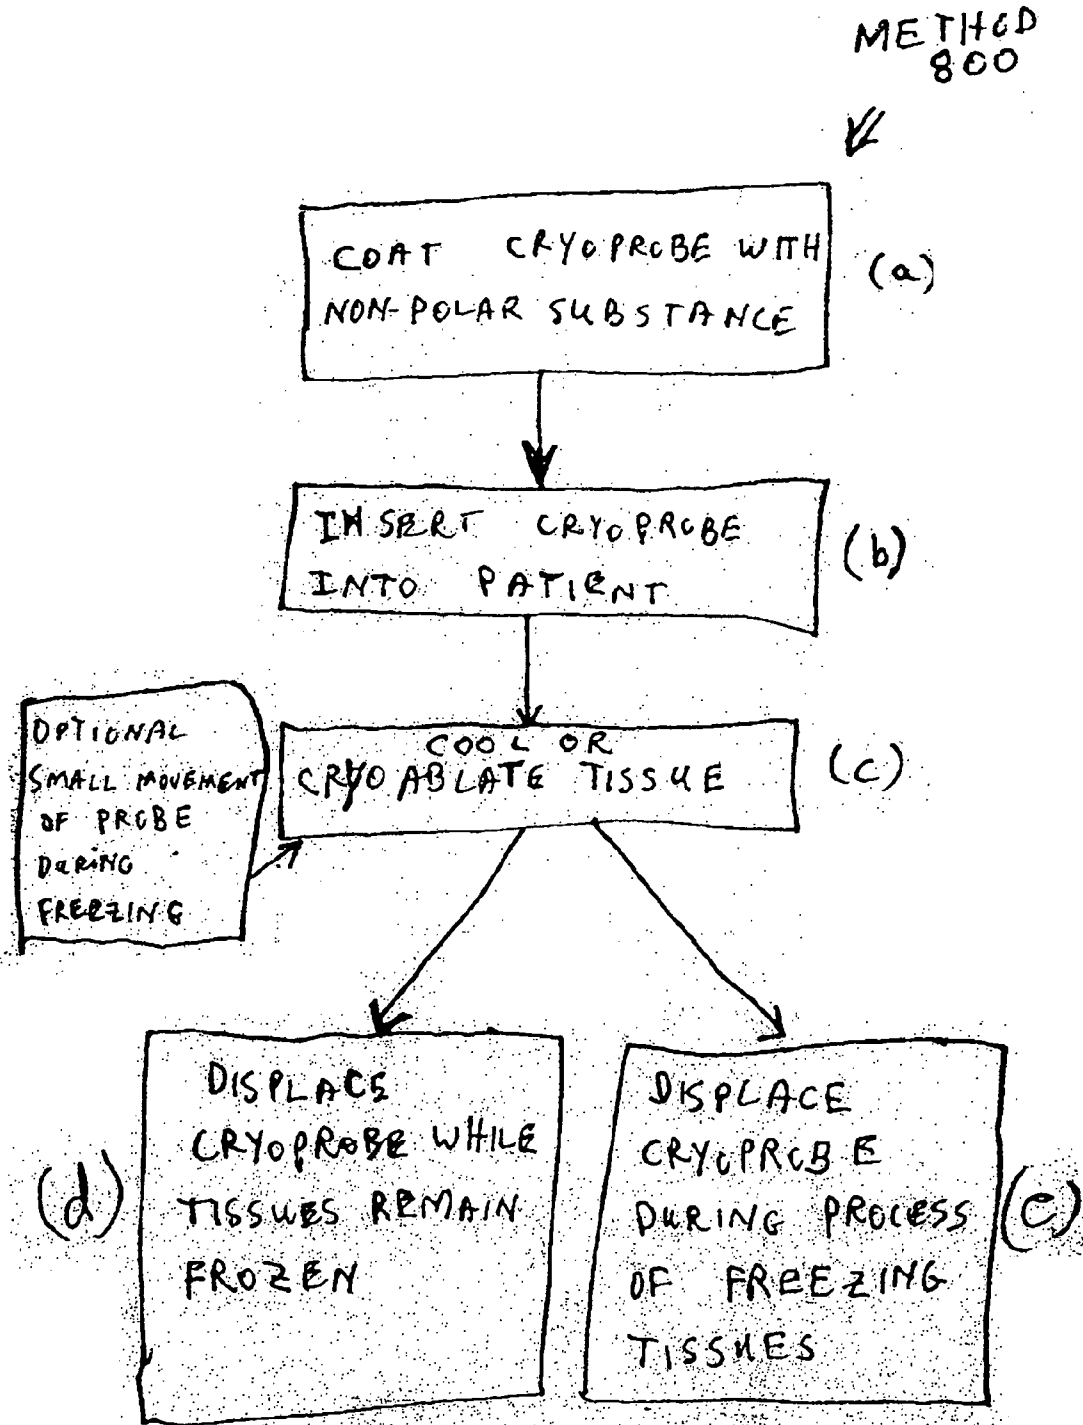 METHOD
800
COAT CRYOPROBE WITH
NON-POLAR SUBSTANCE
(a)
INSERT CRYOPROBE
INTO PATIENT
(b)
OPTIONAL
SMALL MOVEMENT
OF PROBE
DURING
FREEZING
COOL OR
CRYOABLATE TISSUE
(c)
(d)
DISPLACE
CRYOPROBE WHILE
TISSUES REMAIN
FROZEN
DISPLACE
CRYOPROBE
DURING PROCESS
OF FREEZING
TISSUES
(e)